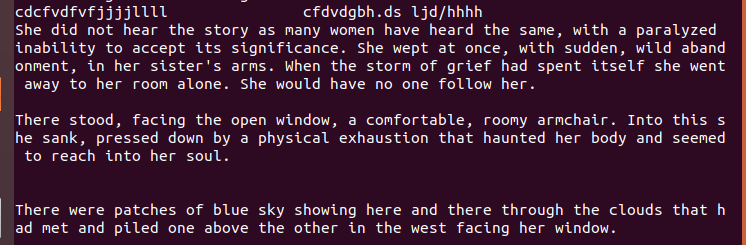 cdcfvdfvfjjjjllll                cfdvdgbh.ds ljd/hhhh
She did not hear the story as many women have heard the same, with a paralyzed
inability to accept its significance. She wept at once, with sudden, wild aband
onment, in her sister's arms. When the storm of grief had spent itself she went
 away to her room alone. She would have no one follow her.

There stood, facing the open window, a comfortable, roomy armchair. Into this s
he sank, pressed down by a physical exhaustion that haunted her body and seemed
 to reach into her soul.


There were patches of blue sky showing here and there through the clouds that h
ad met and piled one above the other in the west facing her window.